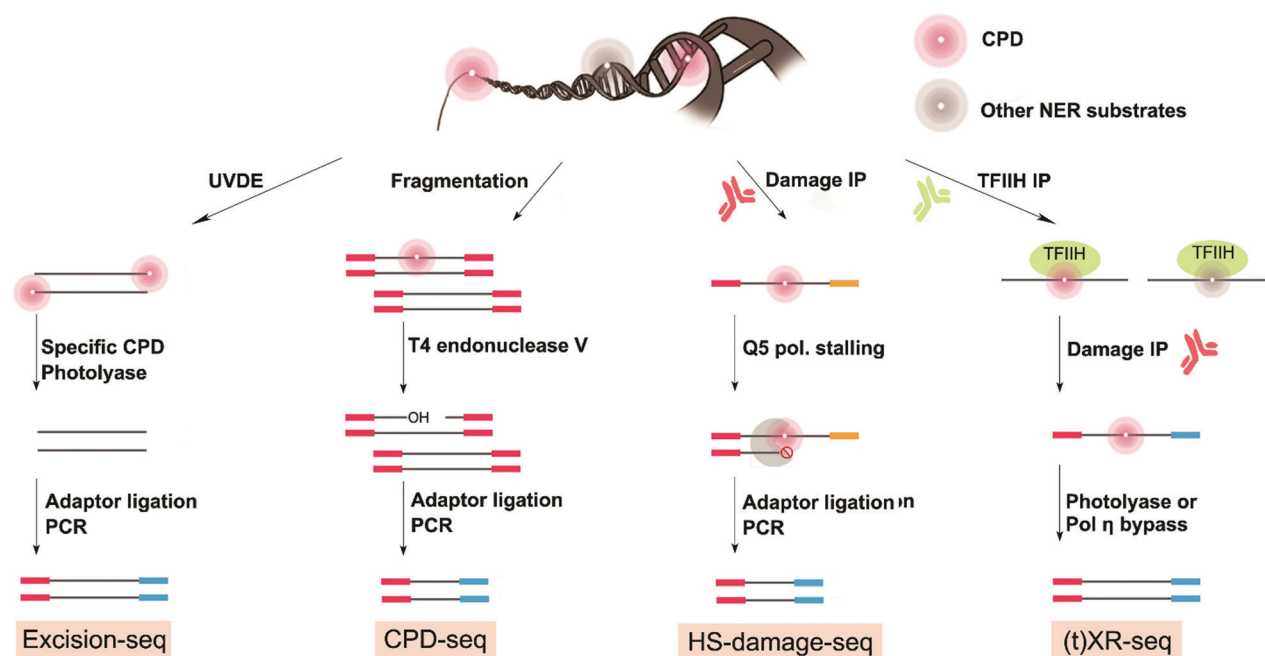 CPD
Other NER substrates
UVDE
Fragmentation
Damage IP
TFIIH IP
TFIIH
TFIIH
Specific CPD
Photolyase
T4 endonuclease V
Q5 pol. stalling
Damage IP
OH
Adaptor ligation
PCR
Adaptor ligation
PCR
Adaptor ligation
PCR
Photolyase or
Pol η bypass
Excision-seq
CPD-seq
HS-damage-seq
(t)XR-seq